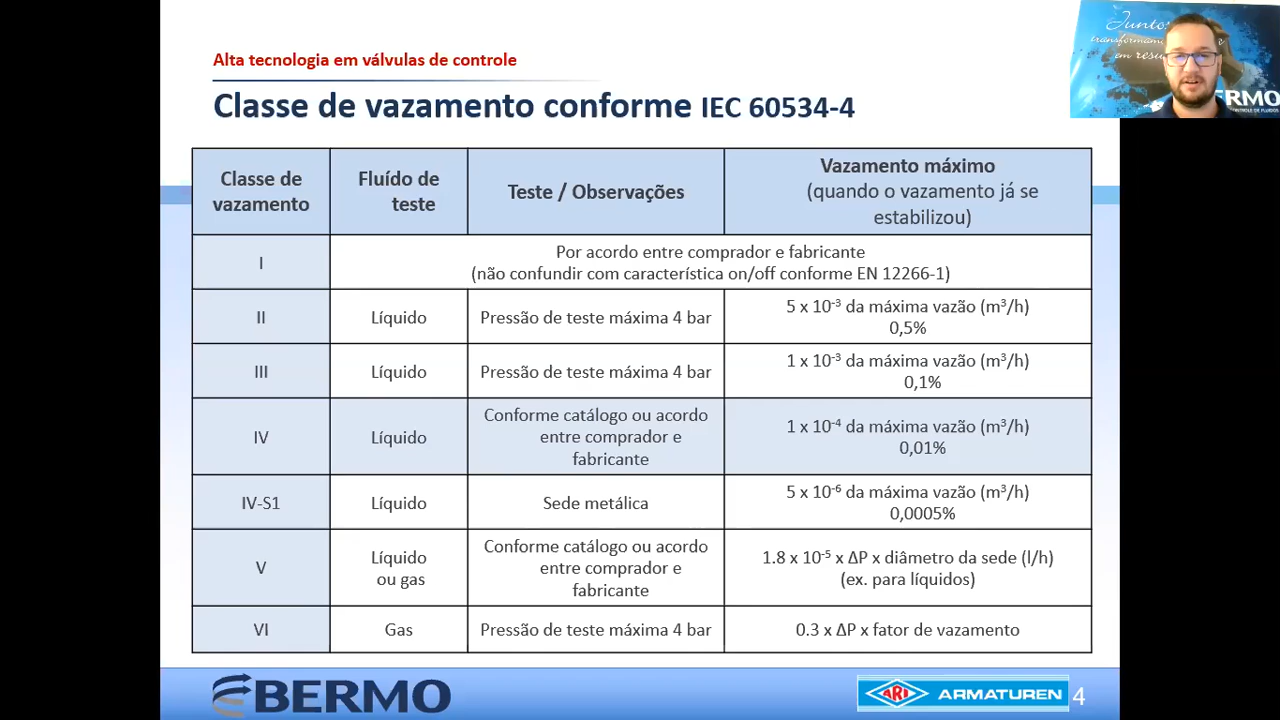 Alta tecnologia em válvulas de controle
Classe de vazamento conforme IEC 60534-4
Classe de
vazamento
Fluído de
teste
Teste / Observações
Vazamento máximo
(quando o vazamento já se
estabilizou)
I
Por acordo entre comprador e fabricante
(não confundir com característica on/off conforme EN 12266-1)
II
Líquido
Pressão de teste máxima 4 bar
5 x 10⁻³ da máxima vazão (m³/h)
0,5%
III
Líquido
Pressão de teste máxima 4 bar
1 x 10⁻³ da máxima vazão (m³/h)
0,1%
IV
Líquido
Conforme catálogo ou acordo
entre comprador e
fabricante
1 x 10⁻⁴ da máxima vazão (m³/h)
0,01%
IV-S1
Líquido
Sede metálica
5 x 10⁻⁶ da máxima vazão (m³/h)
0,0005%
V
Líquido
ou gas
Conforme catálogo ou acordo
entre comprador e
fabricante
1.8 x 10⁻⁵ x ΔP x diâmetro da sede (l/h)
(ex. para líquidos)
VI
Gas
Pressão de teste máxima 4 bar
0.3 x ΔP x fator de vazamento
BERMO
ARI ARMATUREN 4